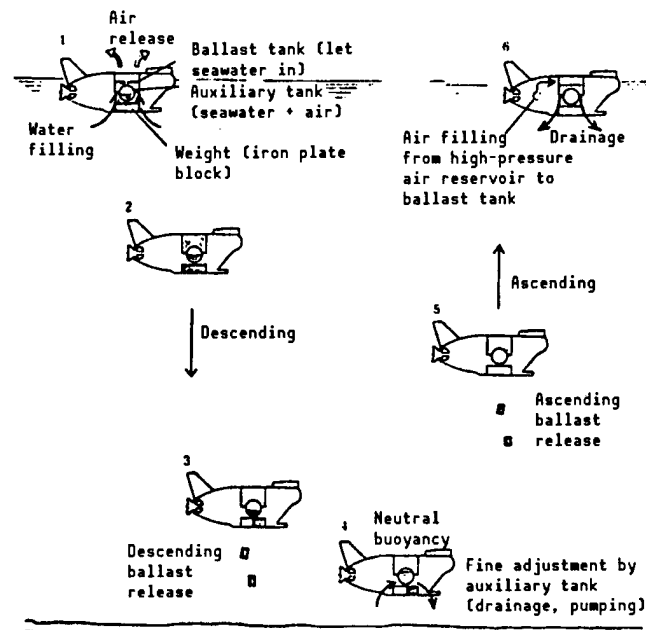 1
Air
release
Ballast tank (let
seawater in)
Auxiliary tank
(seawater + air)
Water
filling
Weight (iron plate
block)
2
Descending
3
Descending
ballast
release
4
Neutral
buoyancy
Fine adjustment by
auxiliary tank
(drainage, pumping)
5
Ascending
ballast
release
Ascending
6
Air filling
from high-pressure
air reservoir to
ballast tank
Drainage